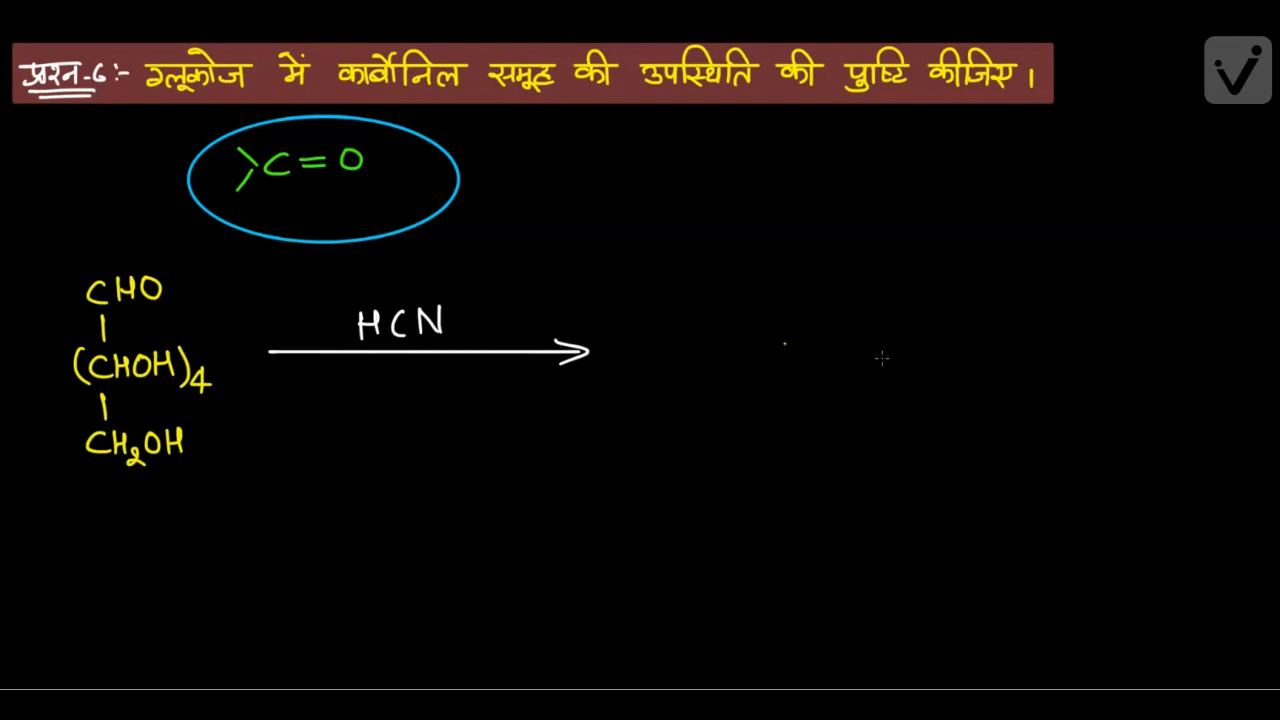 प्रश्न-6:- ग्लूकोज में कार्बोनिल समूह की उपस्थिति की पुष्टि कीजिए।
>C=O
CHO
|
(CHOH)4
|
CH2OH
HCN